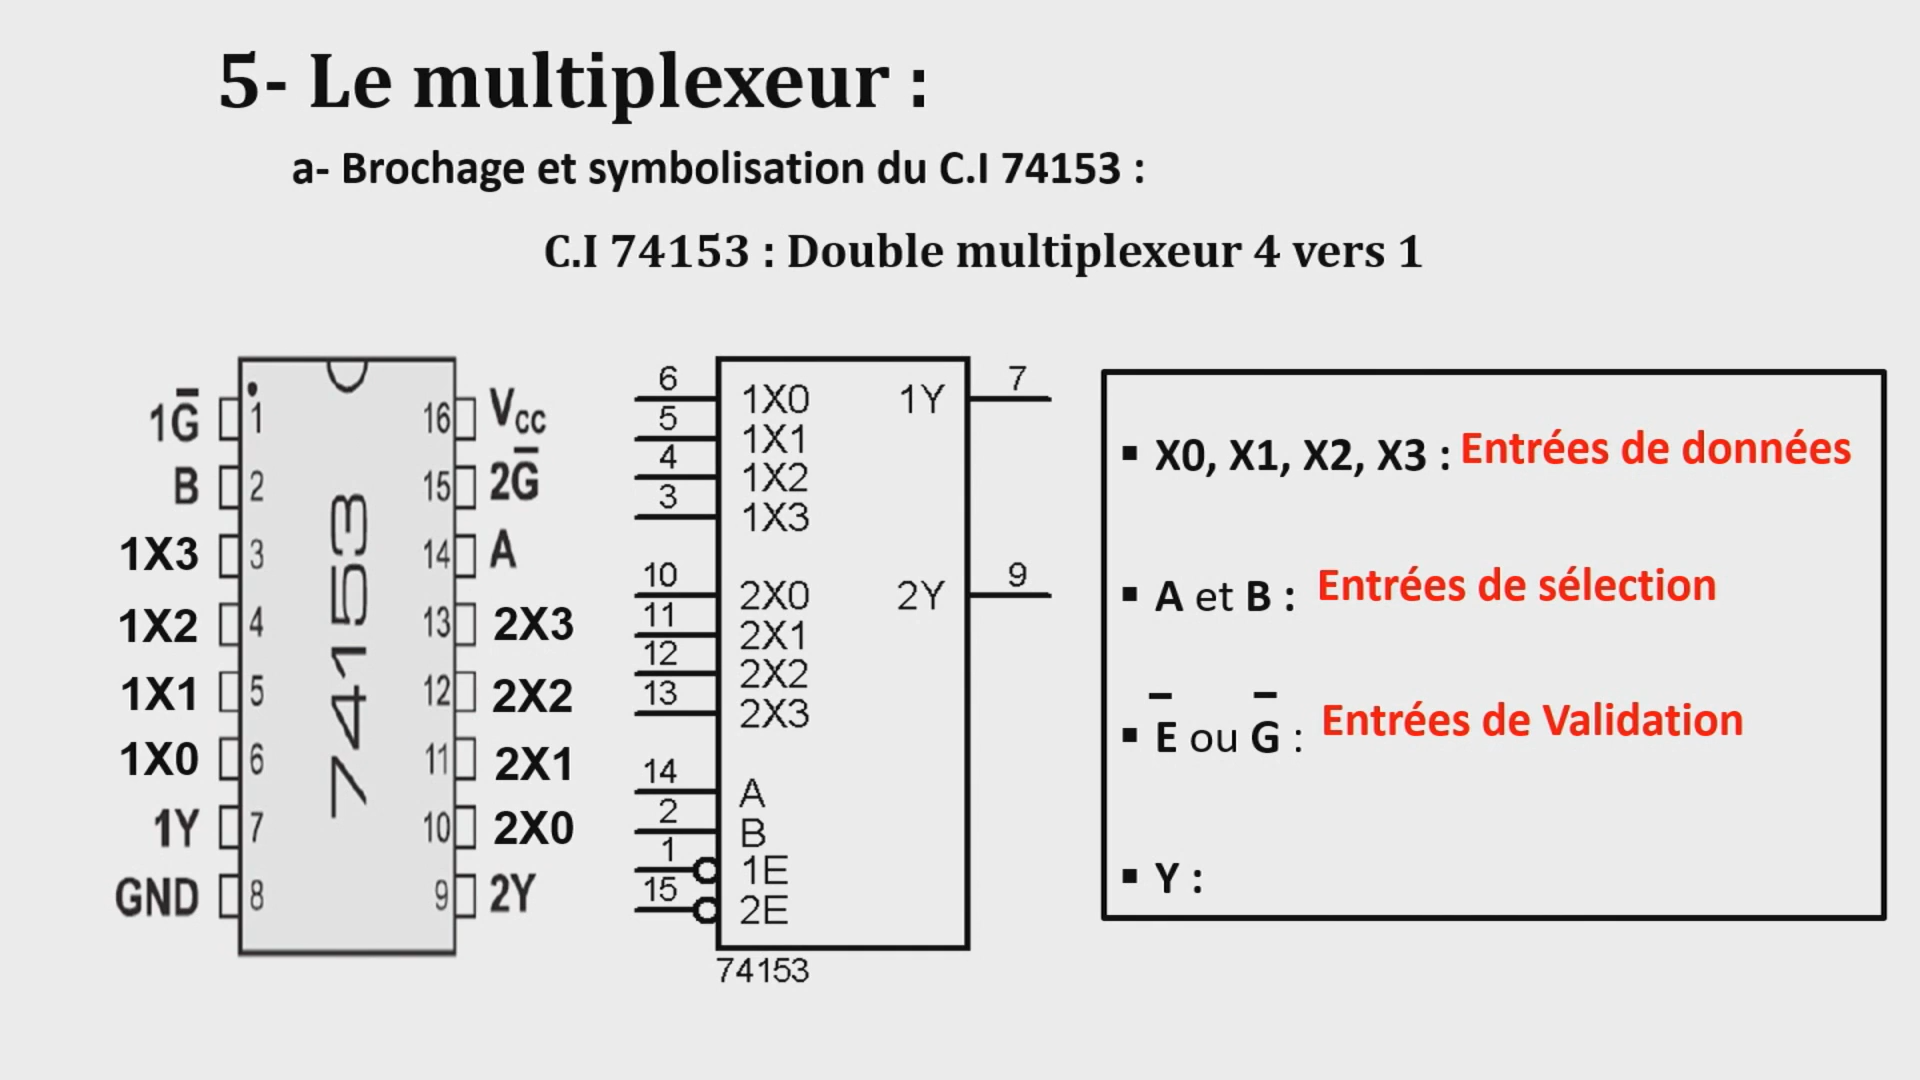 5- Le multiplexeur :
a- Brochage et symbolisation du C.I 74153 :
C.I 74153 : Double multiplexeur 4 vers 1
1G̅ 1 16 Vcc
B 2 15 2G̅
1X3 3 14 A
1X2 4 13 2X3
1X1 5 12 2X2
1X0 6 11 2X1
1Y 7 10 2X0
GND 8 9 2Y
74153
6 1X0 1Y 7
5 1X1
4 1X2
3 1X3
10 2X0 2Y 9
11 2X1
12 2X2
13 2X3
14 A
2 B
1 1E
15 2E
74153
▪ X0, X1, X2, X3 : Entrées de données
▪ A et B : Entrées de sélection
▪ E̅ ou G̅ : Entrées de Validation
▪ Y :